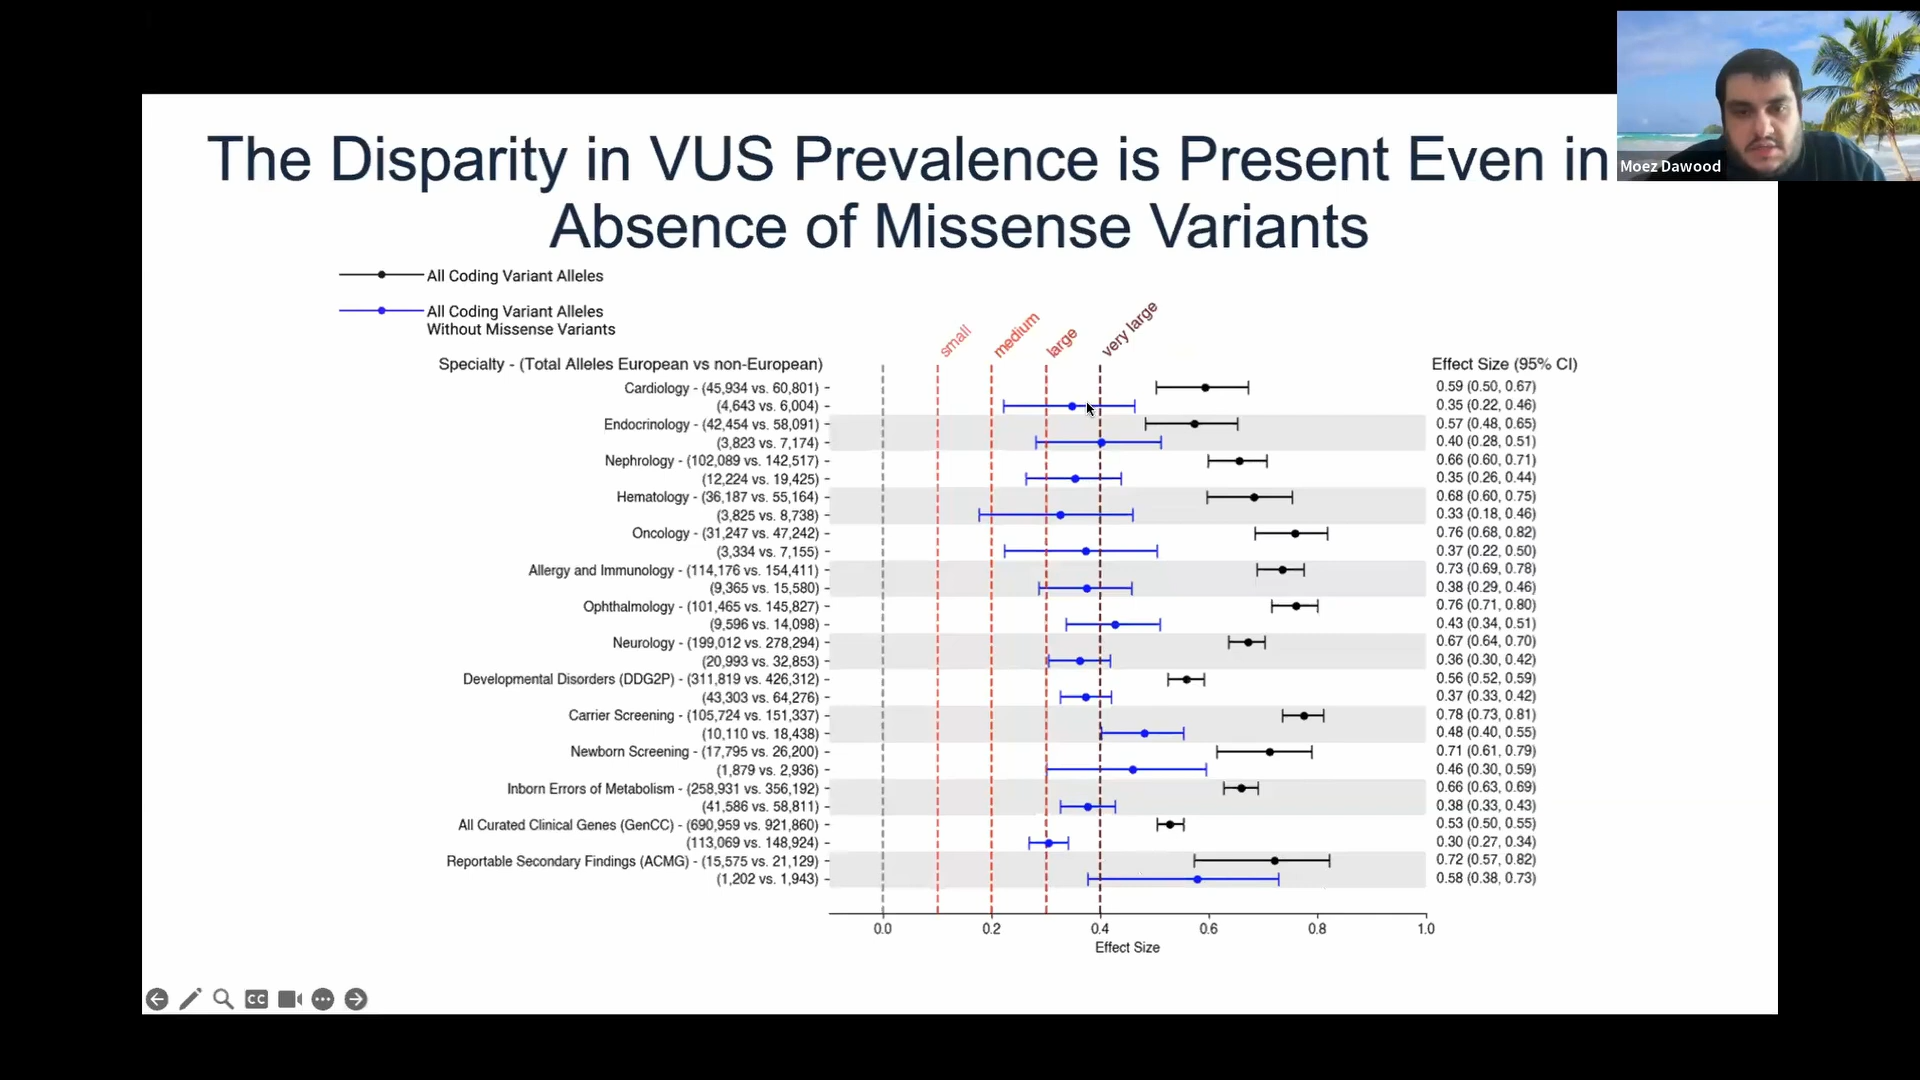 The Disparity in VUS Prevalence is Present Even in
Absence of Missense Variants
Moez Dawood
All Coding Variant Alleles
All Coding Variant Alleles
Without Missense Variants
small
medium
large
very large
Specialty - (Total Alleles European vs non-European)
Effect Size (95% CI)
Cardiology - (45,934 vs. 60,801)
0.59 (0.50, 0.67)
(4,643 vs. 6,004)
0.35 (0.22, 0.46)
Endocrinology - (42,454 vs. 58,091)
0.57 (0.48, 0.65)
(3,823 vs. 7,174)
0.40 (0.28, 0.51)
Nephrology - (102,089 vs. 142,517)
0.66 (0.60, 0.71)
(12,224 vs. 19,425)
0.35 (0.26, 0.44)
Hematology - (36,187 vs. 55,164)
0.68 (0.60, 0.75)
(3,825 vs. 8,738)
0.33 (0.18, 0.46)
Oncology - (31,247 vs. 47,242)
0.76 (0.68, 0.82)
(3,334 vs. 7,155)
0.37 (0.22, 0.50)
Allergy and Immunology - (114,176 vs. 154,411)
0.73 (0.69, 0.78)
(9,365 vs. 15,580)
0.38 (0.29, 0.46)
Ophthalmology - (101,465 vs. 145,827)
0.76 (0.71, 0.80)
(9,596 vs. 14,098)
0.43 (0.34, 0.51)
Neurology - (199,012 vs. 278,294)
0.67 (0.64, 0.70)
(20,993 vs. 32,853)
0.36 (0.30, 0.42)
Developmental Disorders (DDG2P) - (311,819 vs. 426,312)
0.56 (0.52, 0.59)
(43,303 vs. 64,276)
0.37 (0.33, 0.42)
Carrier Screening - (105,724 vs. 151,337)
0.78 (0.73, 0.81)
(10,110 vs. 18,438)
0.48 (0.40, 0.55)
Newborn Screening - (17,795 vs. 26,200)
0.71 (0.61, 0.79)
(1,879 vs. 2,936)
0.46 (0.30, 0.59)
Inborn Errors of Metabolism - (258,931 vs. 356,192)
0.66 (0.63, 0.69)
(41,586 vs. 58,811)
0.38 (0.33, 0.43)
All Curated Clinical Genes (GenCC) - (690,959 vs. 921,860)
0.53 (0.50, 0.55)
(113,069 vs. 148,924)
0.30 (0.27, 0.34)
Reportable Secondary Findings (ACMG) - (15,575 vs. 21,129)
0.72 (0.57, 0.82)
(1,202 vs. 1,943)
0.58 (0.38, 0.73)
0.0 0.2 0.4 0.6 0.8 1.0
Effect Size
CC